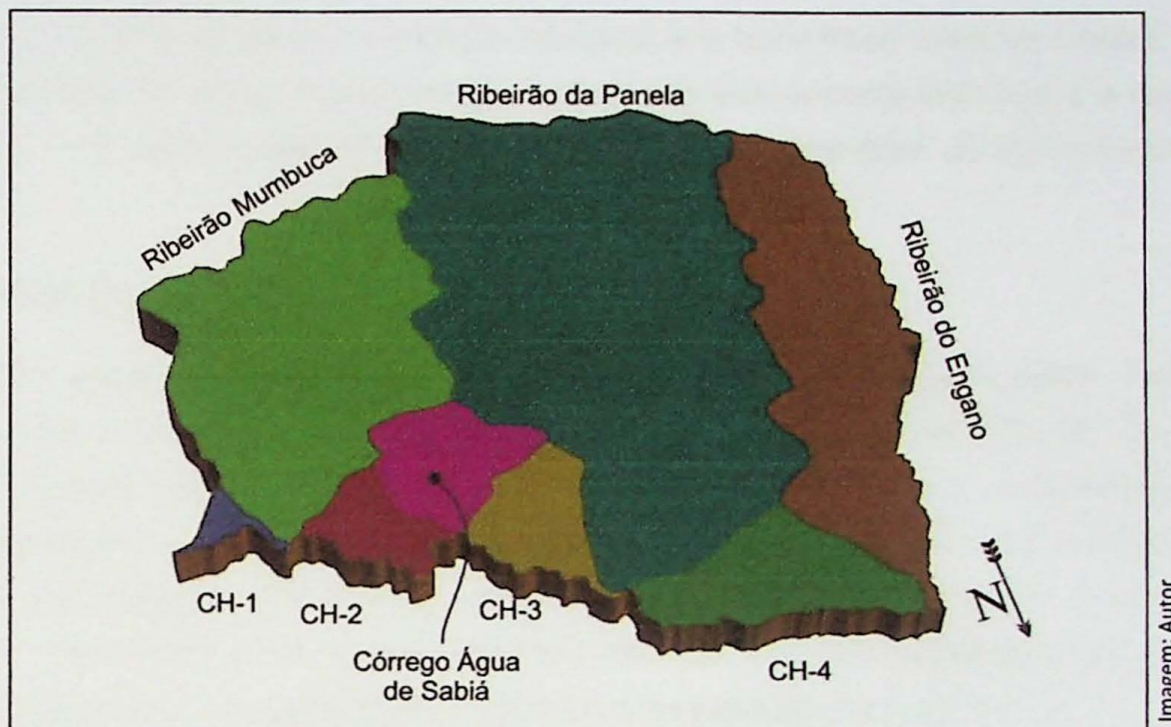 Ribeirão da Panela
Ribeirão Mumbuca
Ribeirão do Engano
CH-1
CH-2
CH-3
CH-4
Córrego Água
de Sabiá
N
Imagem: Autor